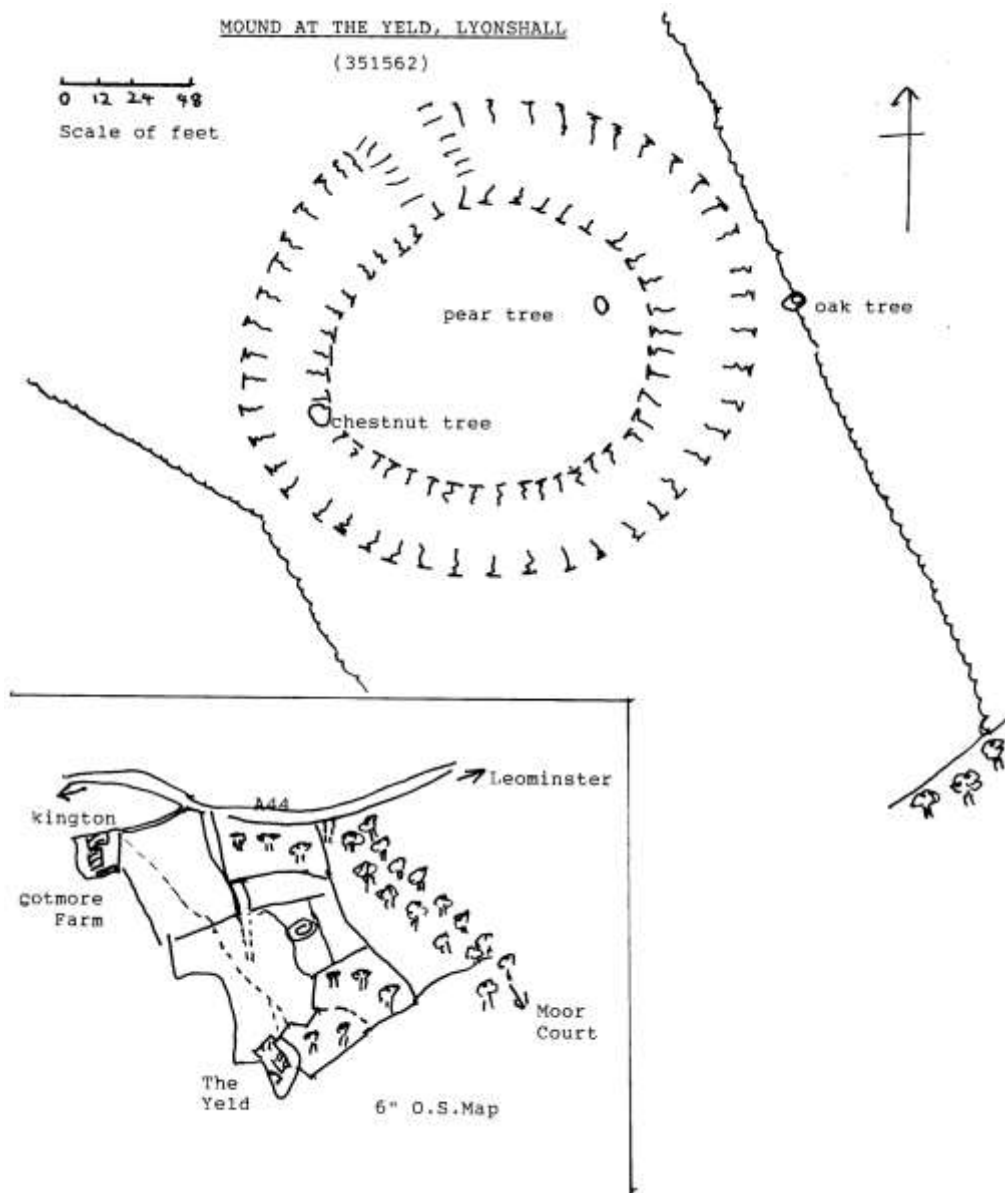 MOUND AT THE YELD, LYONSHALL
(351562)
0 12 24 48
Scale of feet
pear tree
oak tree
chestnut tree
Leominster
A44
kington
Gotmore
Farm
Moor
Court
The
Yeld
6" O.S.Map